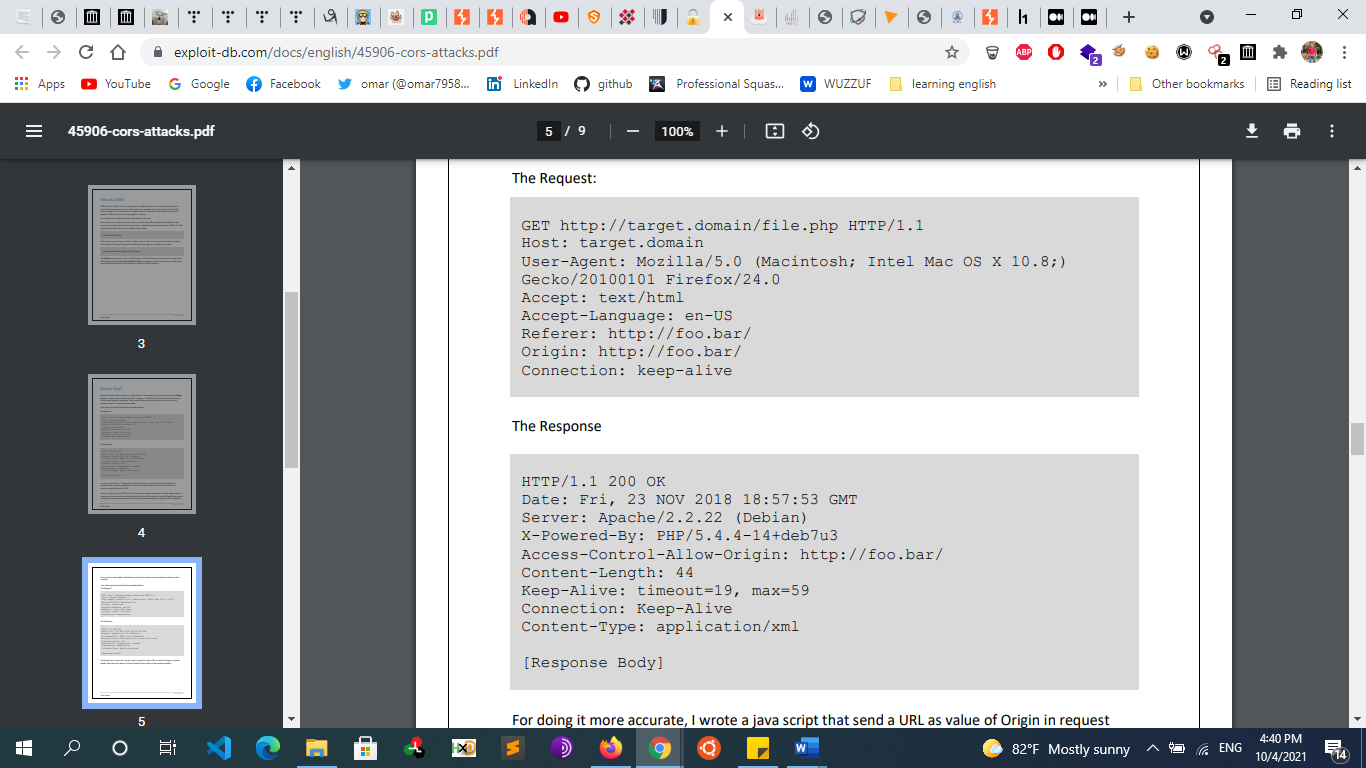 exploit-db.com/docs/english/45906-cors-attacks.pdf
ABP
2
2
Apps
YouTube
Google
Facebook
omar (@omar7958...
LinkedIn
github
Professional Squas...
WUZZUF
learning english
»
Other bookmarks
Reading list
45906-cors-attacks.pdf
5 / 9
100%
3
4
5
The Request:
GET http://target.domain/file.php HTTP/1.1
Host: target.domain
User-Agent: Mozilla/5.0 (Macintosh; Intel Mac OS X 10.8;)
Gecko/20100101 Firefox/24.0
Accept: text/html
Accept-Language: en-US
Referer: http://foo.bar/
Origin: http://foo.bar/
Connection: keep-alive
The Response
HTTP/1.1 200 OK
Date: Fri, 23 NOV 2018 18:57:53 GMT
Server: Apache/2.2.22 (Debian)
X-Powered-By: PHP/5.4.4-14+deb7u3
Access-Control-Allow-Origin: http://foo.bar/
Content-Length: 44
Keep-Alive: timeout=19, max=59
Connection: Keep-Alive
Content-Type: application/xml
[Response Body]
For doing it more accurate, I wrote a java script that send a URL as value of Origin in request
82°F Mostly sunny
ENG
4:40 PM
10/4/2021
14